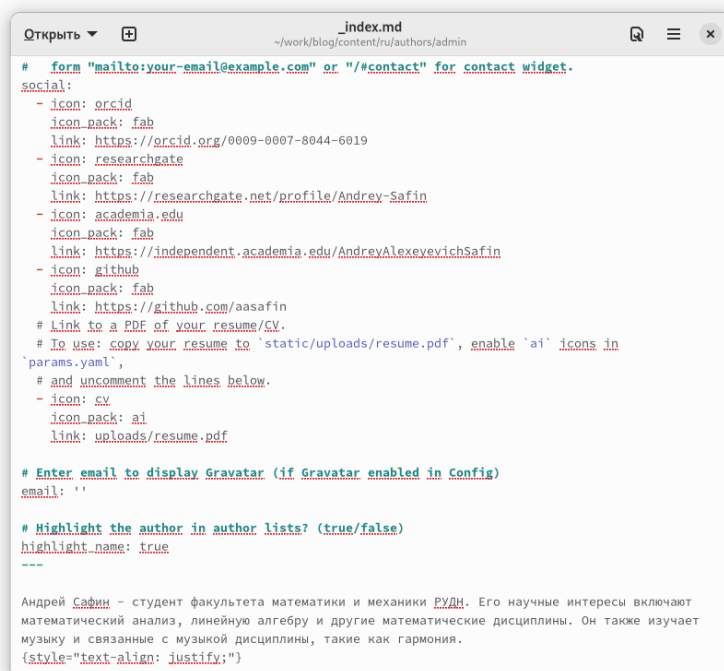 Открыть
_index.md
~/work/blog/content/ru/authors/admin
#   form "mailto:your-email@example.com" or "/#contact" for contact widget.
social:
  - icon: orcid
    icon_pack: fab
    link: https://orcid.org/0009-0007-8044-6019
  - icon: researchgate
    icon_pack: fab
    link: https://researchgate.net/profile/Andrey-Safin
  - icon: academia.edu
    icon_pack: fab
    link: https://independent.academia.edu/AndreyAlexeyevichSafin
  - icon: github
    icon_pack: fab
    link: https://github.com/aasafin
  # Link to a PDF of your resume/CV.
  # To use: copy your resume to `static/uploads/resume.pdf`, enable `ai` icons in
`params.yaml`,
  # and uncomment the lines below.
  - icon: cv
    icon_pack: ai
    link: uploads/resume.pdf

# Enter email to display Gravatar (if Gravatar enabled in Config)
email: ''

# Highlight the author in author lists? (true/false)
highlight_name: true
---

Андрей Сафин - студент факультета математики и механики РУДН. Его научные интересы включают
математический анализ, линейную алгебру и другие математические дисциплины. Он также изучает
музыку и связанные с музыкой дисциплины, такие как гармония.
{style="text-align: justify;"}